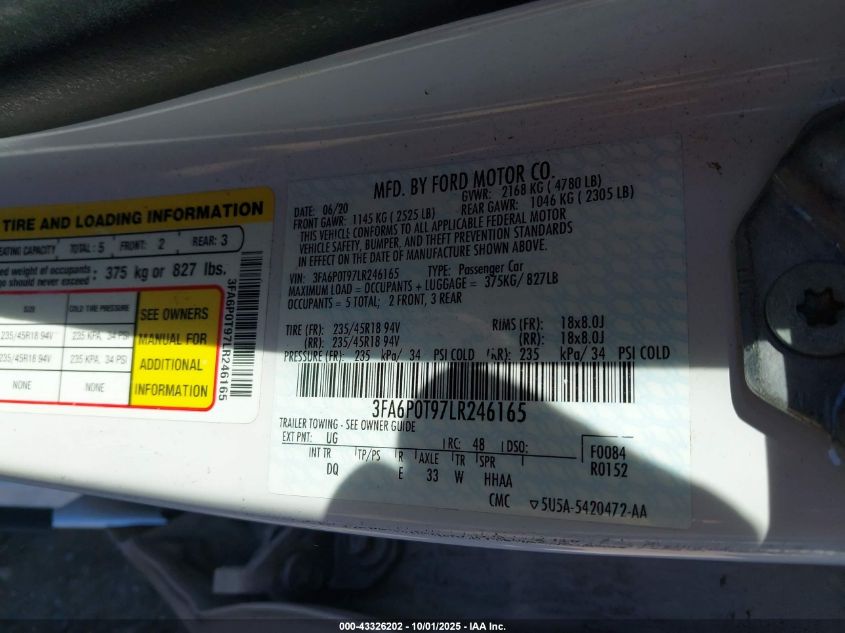 TIRE AND LOADING INFORMATION
EATING CAPACITY TOTAL: 5 FRONT: 2 REAR: 3
ed weight of occupants
go should never exceed : 375 kg or 827 lbs.
SIZE COLD TIRE PRESSURE
235/45R18 94V 235 KPA, 34 PSI
235/45R18 94V 235 KPA, 34 PSI
NONE NONE
SEE OWNERS
MANUAL FOR
ADDITIONAL
INFORMATION
3FA6P0T97LR246165
MFD. BY FORD MOTOR CO.
DATE: 06/20 GVWR: 2168 KG ( 4780 LB)
FRONT GAWR: 1145 KG ( 2525 LB) REAR GAWR: 1046 KG ( 2305 LB)
THIS VEHICLE CONFORMS TO ALL APPLICABLE FEDERAL MOTOR
VEHICLE SAFETY, BUMPER, AND THEFT PREVENTION STANDARDS
IN EFFECT ON THE DATE OF MANUFACTURE SHOWN ABOVE.
VIN: 3FA6P0T97LR246165 TYPE: Passenger Car
MAXIMUM LOAD = OCCUPANTS + LUGGAGE = 375KG/ 827LB
OCCUPANTS = 5 TOTAL; 2 FRONT, 3 REAR
TIRE (FR): 235/45R18 94V RIMS (FR): 18x8.0J
(RR): 235/45R18 94V (RR): 18x8.0J
PRESSURE (FR): 235 kPa/ 34 PSI COLD (RR): 235 kPa/ 34 PSI COLD
3FA6P0T97LR246165
TRAILER TOWING - SEE OWNER GUIDE
EXT PNT: UG RC: 48 DSO: F0084
INT TR TP/PS R AXLE TR SPR R0152
DQ E 33 W HHAA
CMC ▽5U5A-5420472-AA
000-43326202 - 10/01/2025 - IAA Inc.